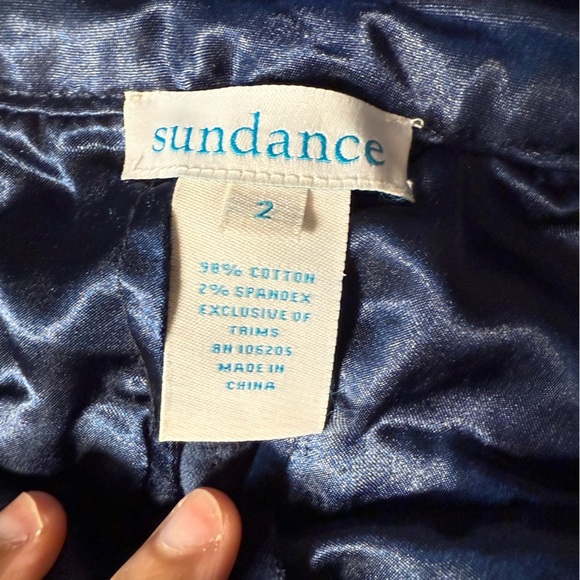 sundance
2
98% COTTON
2% SPANDEX
EXCLUSIVE OF
TRIMS
RN 106205
MADE IN
CHINA